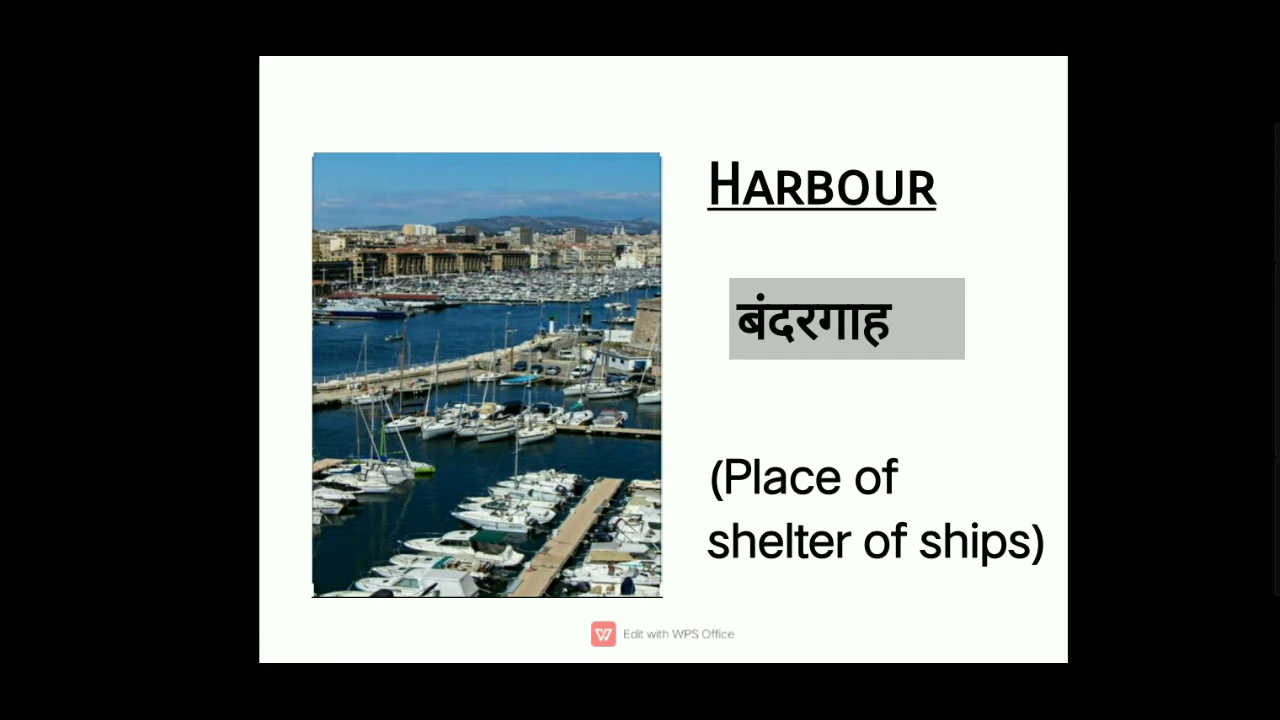 HARBOUR
बंदरगाह
(Place of
shelter of ships)
Edit with WPS Office